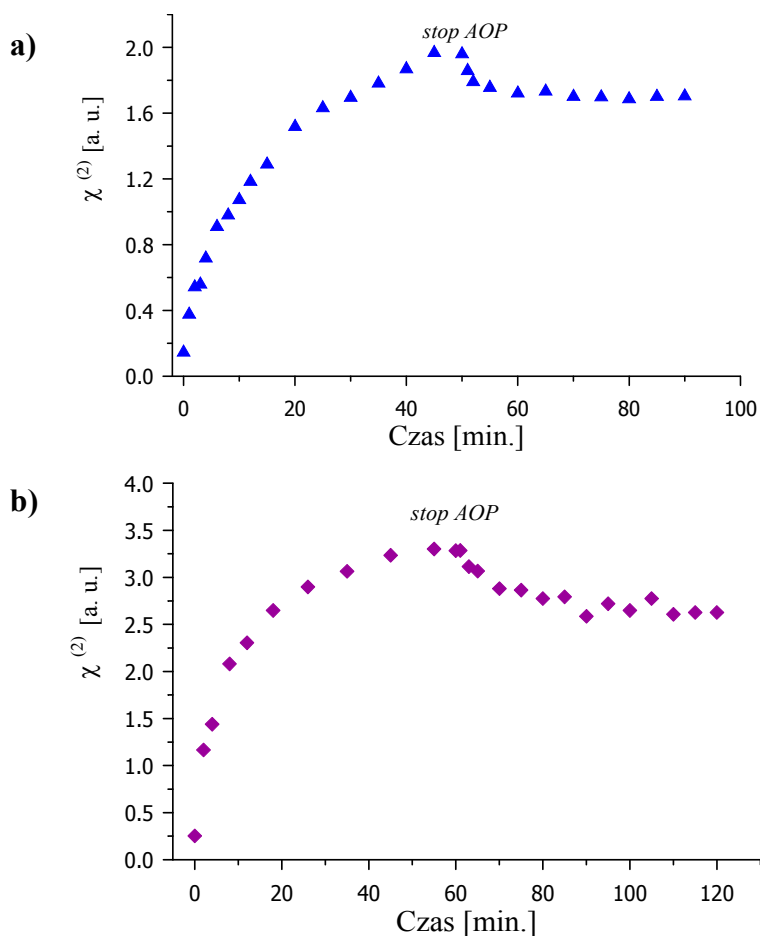 a)
stop AOP
2.0
1.6
1.2
0.8
0.4
0.0
χ (2) [a. u.]
0 20 40 60 80 100
Czas [min.]
b)
stop AOP
4.0
3.5
3.0
2.5
2.0
1.5
1.0
0.5
0.0
χ (2) [a. u.]
0 20 40 60 80 100 120
Czas [min.]